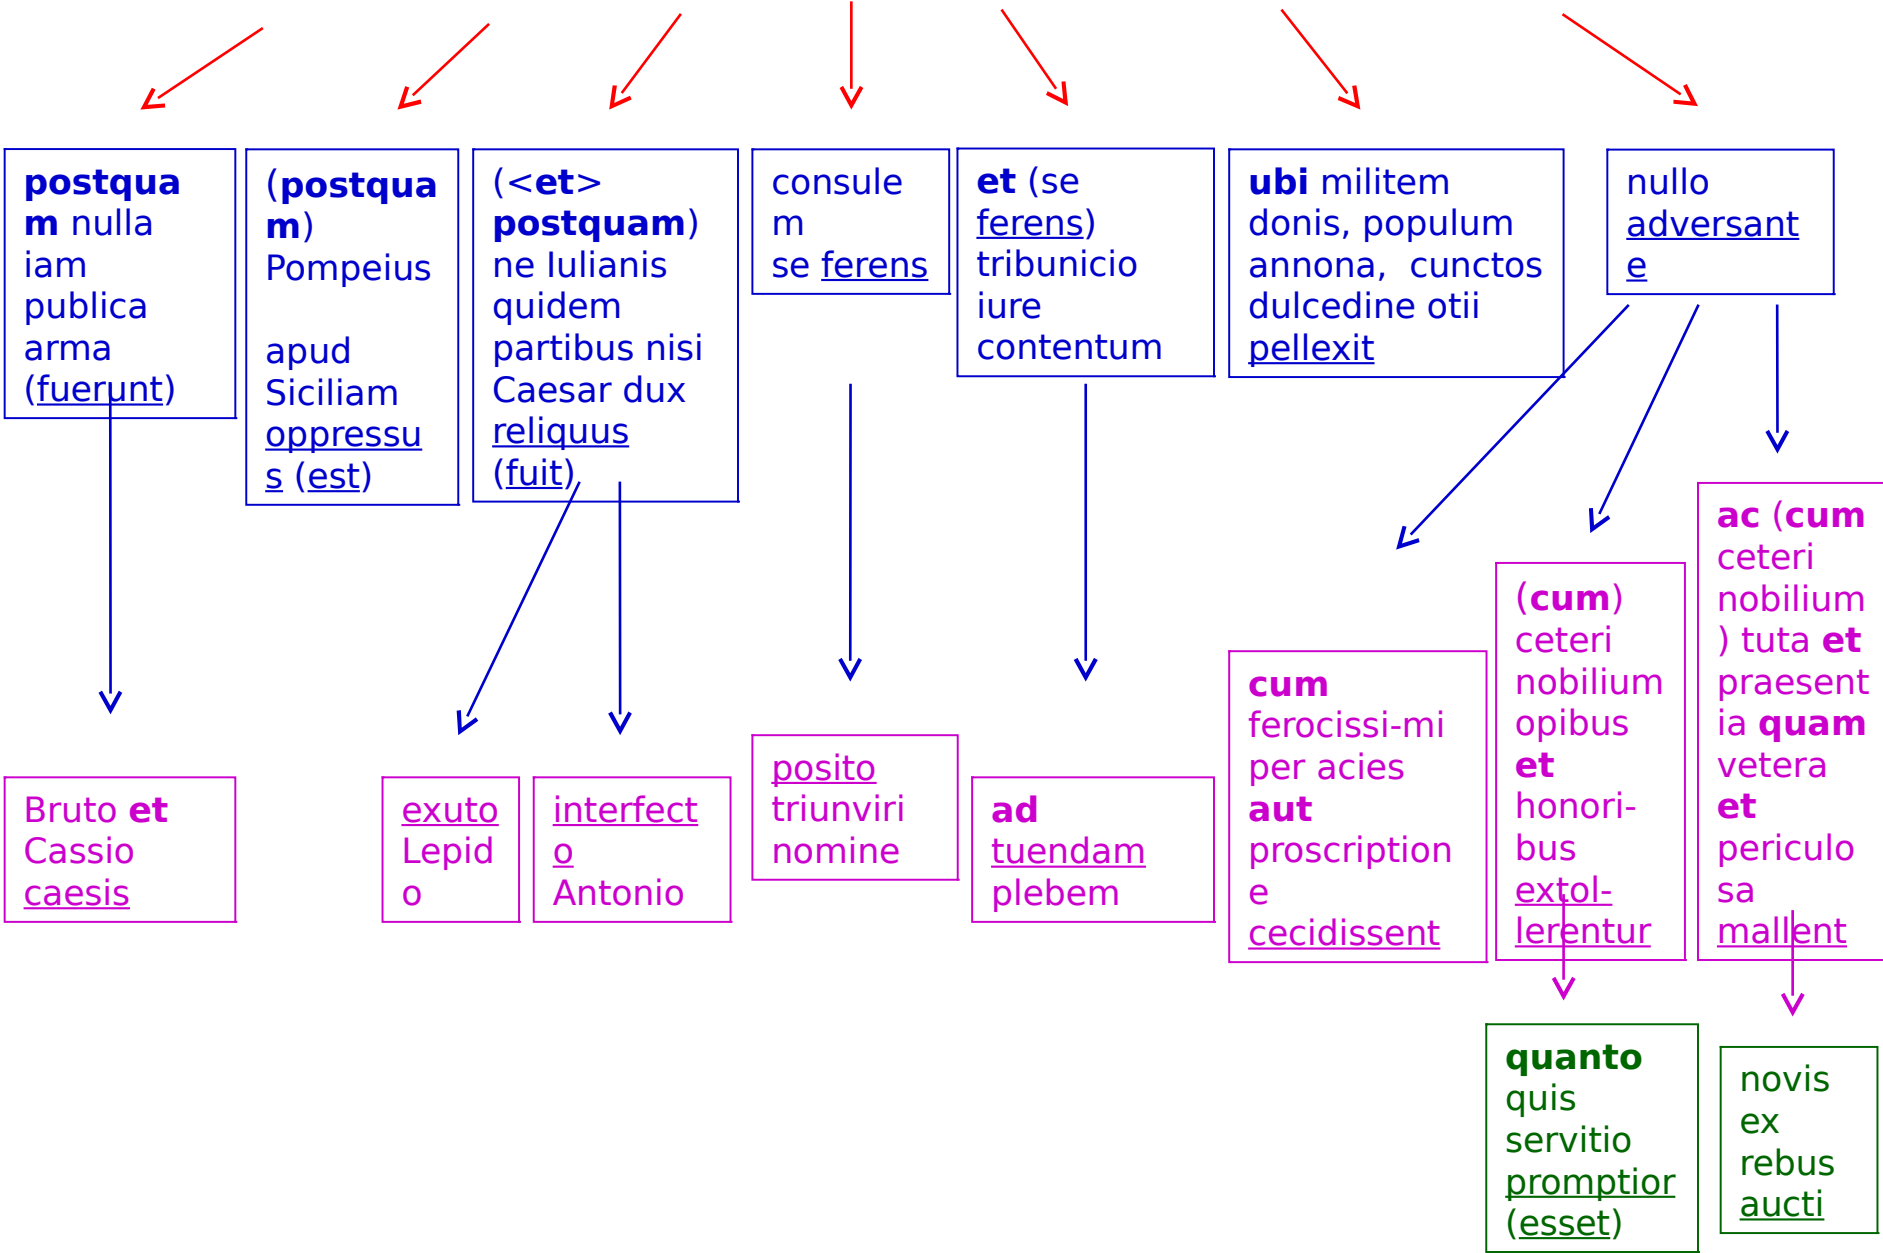 postqua
m nulla
iam
publica
arma
(fuerunt)
(postqua
m)
Pompeius
apud
Siciliam
oppressu
s (est)
(<et>
postquam)
ne Iulianis
quidem
partibus nisi
Caesar dux
reliquus
(fuit)
consule
m
se ferens
et (se
ferens)
tribunicio
iure
contentum
ubi militem
donis, populum
annona, cunctos
dulcedine otii
pellexit
nullo
adversant
e
Bruto et
Cassio
caesis
exuto
Lepid
o
interfect
o
Antonio
posito
triunviri
nomine
ad
tuendam
plebem
cum
ferocissi-mi
per acies
aut
proscription
e
cecidissent
(cum)
ceteri
nobilium
opibus
et
honori-
bus
extol-
lerentur
ac (cum
ceteri
nobilium
) tuta et
praesent
ia quam
vetera
et
periculo
sa
mallent
quanto
quis
servitio
promptior
(esset)
novis
ex
rebus
aucti